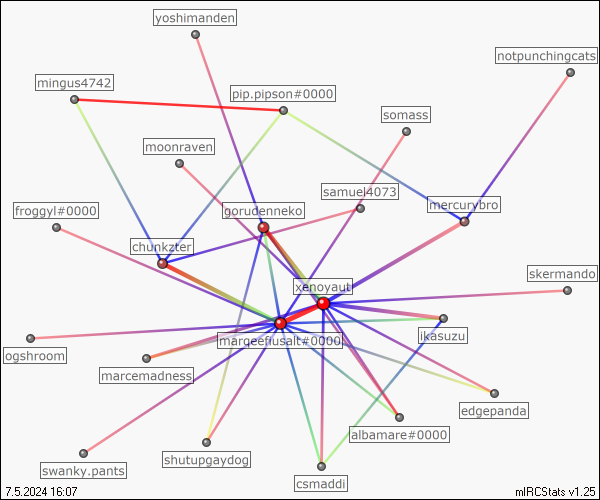 yoshimanden
notpunchingcats
mingus4742
pip.pipson#0000
somass
moonraven
samuel4073
mercurybro
froggyl#0000
gorudenneko
chunkzter
skermando
xenoyaut
marqeefiusalt#0000
ikasuzu
ogshroom
marcemadness
edgepanda
albamare#0000
shutupgaydog
swanky.pants
csmaddi
7.5.2024 16:07
mIRCStats v1.25